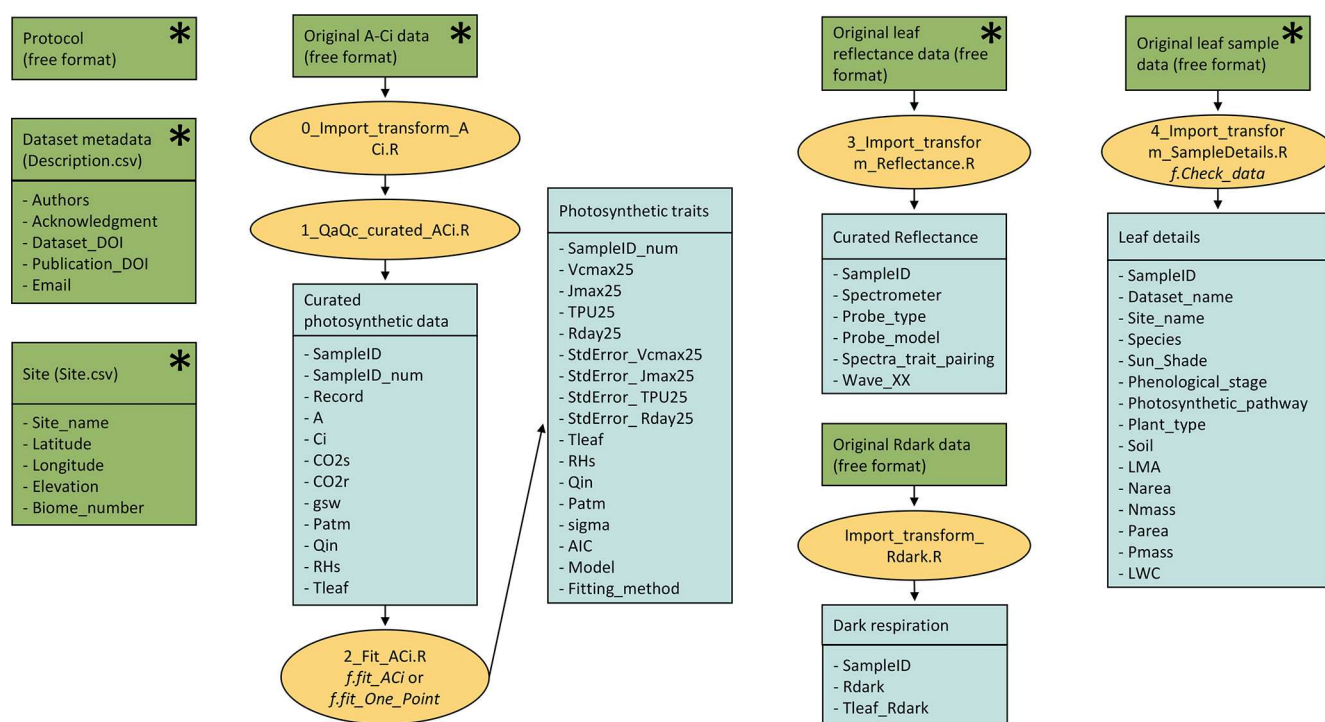 Protocol
(free format)
*
Dataset metadata
(Description.csv)
*
- Authors
- Acknowledgment
- Dataset_DOI
- Publication_DOI
- Email
Site (Site.csv)
*
- Site_name
- Latitude
- Longitude
- Elevation
- Biome_number
Original A-Ci data
(free format)
*
0_Import_transform_A
Ci.R
1_QaQc_curated_ACi.R
Curated
photosynthetic data
- SampleID
- SampleID_num
- Record
- A
- Ci
- CO2s
- CO2r
- gsw
- Patm
- Qin
- RHs
- Tleaf
2_Fit_ACi.R
f.fit_ACi or
f.fit_One_Point
Photosynthetic traits
- SampleID_num
- Vcmax25
- Jmax25
- TPU25
- Rday25
- StdError_Vcmax25
- StdError_ Jmax25
- StdError_ TPU25
- StdError_ Rday25
- Tleaf
- RHs
- Qin
- Patm
- sigma
- AIC
- Model
- Fitting_method
Original leaf
reflectance data (free
format)
*
3_Import_transfor
m_Reflectance.R
Curated Reflectance
- SampleID
- Spectrometer
- Probe_type
- Probe_model
- Spectra_trait_pairing
- Wave_XX
Original Rdark data
(free format)
Import_transform_
Rdark.R
Dark respiration
- SampleID
- Rdark
- Tleaf_Rdark
Original leaf sample
data (free format)
*
4_Import_transfor
m_SampleDetails.R
f.Check_data
Leaf details
- SampleID
- Dataset_name
- Site_name
- Species
- Sun_Shade
- Phenological_stage
- Photosynthetic_pathway
- Plant_type
- Soil
- LMA
- Narea
- Nmass
- Parea
- Pmass
- LWC